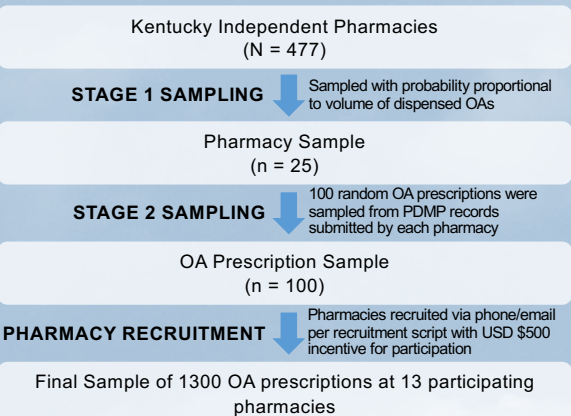 Kentucky Independent Pharmacies
(N = 477)
STAGE 1 SAMPLING
Sampled with probability proportional
to volume of dispensed OAs
Pharmacy Sample
(n = 25)
STAGE 2 SAMPLING
100 random OA prescriptions were
sampled from PDMP records
submitted by each pharmacy
OA Prescription Sample
(n = 100)
PHARMACY RECRUITMENT
Pharmacies recruited via phone/email
per recruitment script with USD $500
incentive for participation
Final Sample of 1300 OA prescriptions at 13 participating
pharmacies